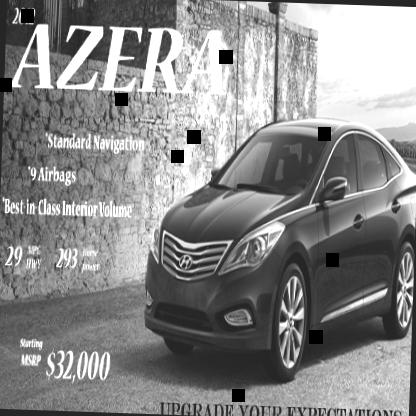 AZERA
*Standard Navigation
*9 Airbags
*Best in Class Interior Volume*
29 MPG HWY 293 horse power
Starting MSRP $32,000
UPGRADE YOUR EXPECTATIONS